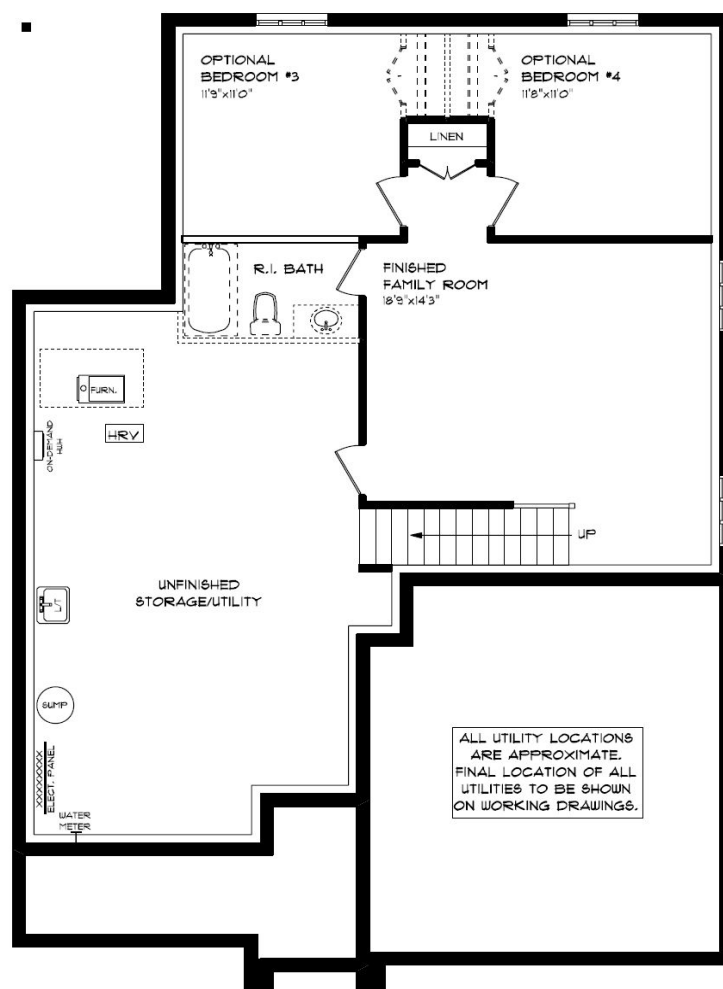 OPTIONAL
BEDROOM #3
11'9"x11'0"
OPTIONAL
BEDROOM #4
11'8"x11'0"
LINEN
R.I. BATH
FINISHED
FAMILY ROOM
18'9"x14'3"
FURN.
HRV
ON-DEMAND
HWH
UP
UNFINISHED
STORAGE/UTILITY
L/T
SUMP
XXXXXXXXX
ELECT. PANEL
WATER
METER
ALL UTILITY LOCATIONS
ARE APPROXIMATE.
FINAL LOCATION OF ALL
UTILITIES TO BE SHOWN
ON WORKING DRAWINGS.